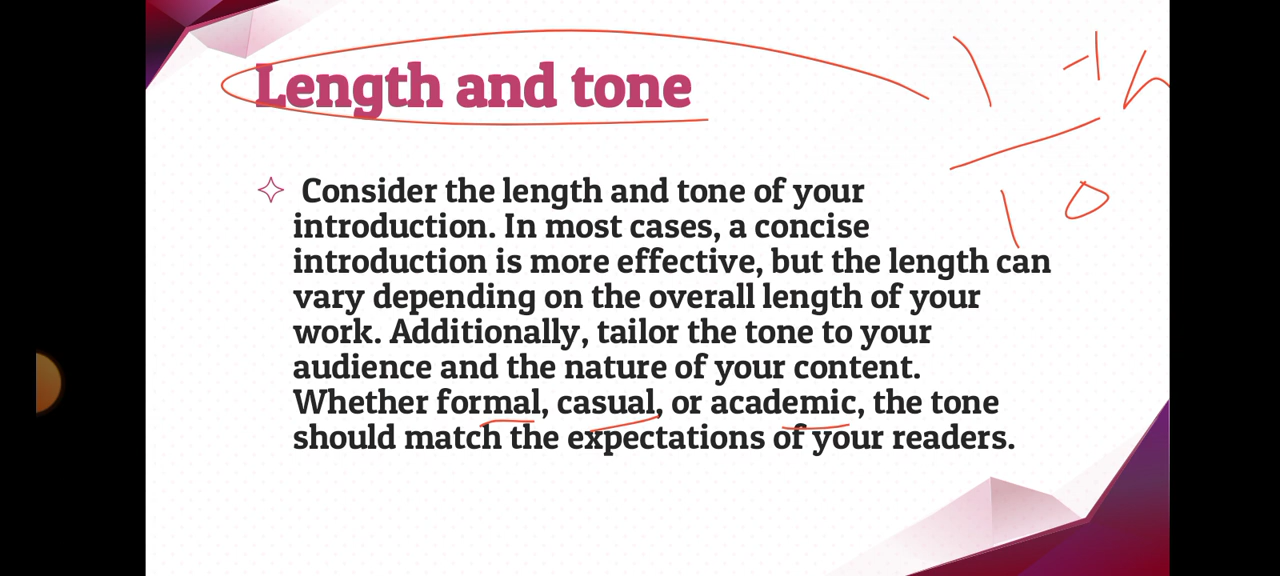 Length and tone
Consider the length and tone of your
introduction. In most cases, a concise
introduction is more effective, but the length can
vary depending on the overall length of your
work. Additionally, tailor the tone to your
audience and the nature of your content.
Whether formal, casual, or academic, the tone
should match the expectations of your readers.
10